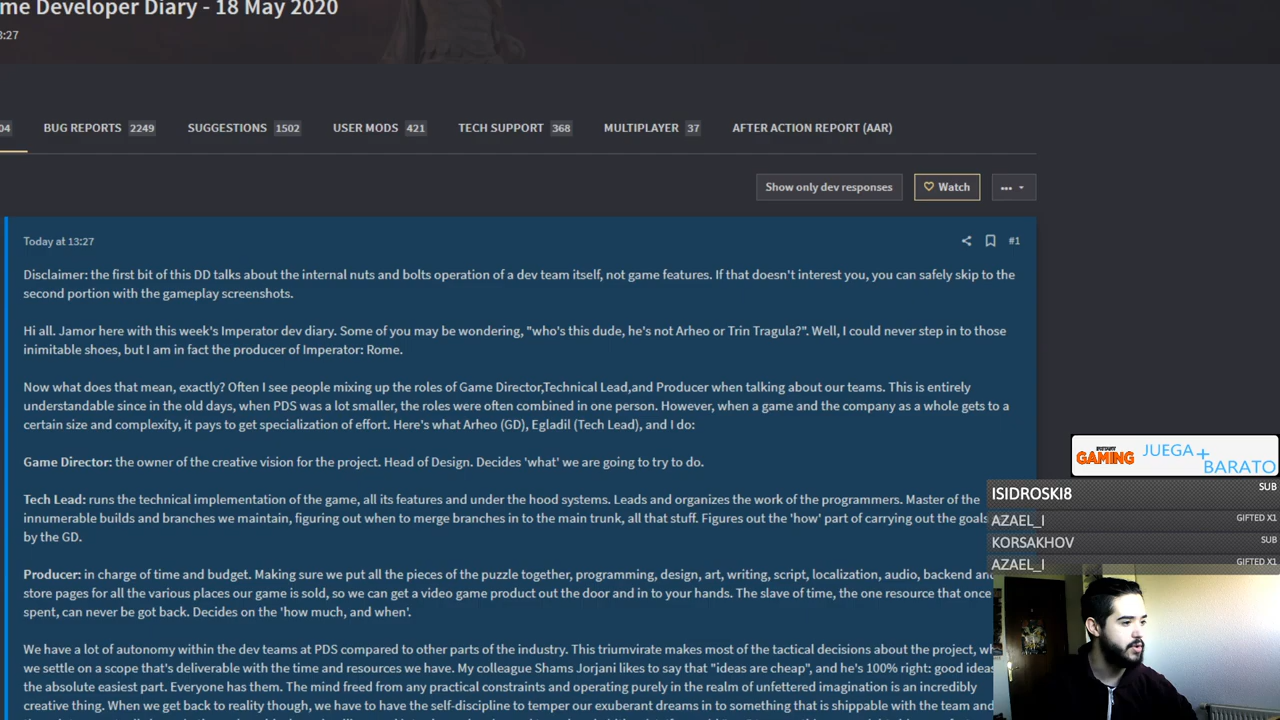 me Developer Diary - 18 May 2020
3:27
04 BUG REPORTS 2249 SUGGESTIONS 1502 USER MODS 421 TECH SUPPORT 368 MULTIPLAYER 37 AFTER ACTION REPORT (AAR)
Show only dev responses Watch ...
Today at 13:27 #1
Disclaimer: the first bit of this DD talks about the internal nuts and bolts operation of a dev team itself, not game features. If that doesn't interest you, you can safely skip to the
second portion with the gameplay screenshots.
Hi all. Jamor here with this week's Imperator dev diary. Some of you may be wondering, "who's this dude, he's not Arheo or Trin Tragula?". Well, I could never step in to those
inimitable shoes, but I am in fact the producer of Imperator: Rome.
Now what does that mean, exactly? Often I see people mixing up the roles of Game Director,Technical Lead,and Producer when talking about our teams. This is entirely
understandable since in the old days, when PDS was a lot smaller, the roles were often combined in one person. However, when a game and the company as a whole gets to a
certain size and complexity, it pays to get specialization of effort. Here's what Arheo (GD), Egladil (Tech Lead), and I do:
Game Director: the owner of the creative vision for the project. Head of Design. Decides 'what' we are going to try to do.
Tech Lead: runs the technical implementation of the game, all its features and under the hood systems. Leads and organizes the work of the programmers. Master of the
innumerable builds and branches we maintain, figuring out when to merge branches in to the main trunk, all that stuff. Figures out the 'how' part of carrying out the goals
by the GD.
Producer: in charge of time and budget. Making sure we put all the pieces of the puzzle together, programming, design, art, writing, script, localization, audio, backend and
store pages for all the various places our game is sold, so we can get a video game product out the door and in to your hands. The slave of time, the one resource that once
spent, can never be got back. Decides on the 'how much, and when'.
We have a lot of autonomy within the dev teams at PDS compared to other parts of the industry. This triumvirate makes most of the tactical decisions about the project, wh
we settle on a scope that's deliverable with the time and resources we have. My colleague Shams Jorjani likes to say that "ideas are cheap", and he's 100% right: good ideas
the absolute easiest part. Everyone has them. The mind freed from any practical constraints and operating purely in the realm of unfettered imagination is an incredibly
creative thing. When we get back to reality though, we have to have the self-discipline to temper our exuberant dreams in to something that is shippable with the team and
INSTANT GAMING JUEGA+ BARATO
ISIDROSKI8 SUB
AZAEL_I GIFTED X1
KORSAKHOV SUB
AZAEL_I GIFTED X1